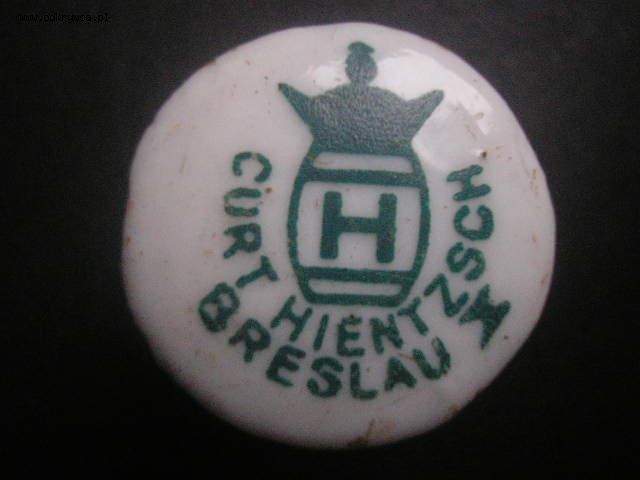 www.odkrywca.pl
H
CURT HIENTZSCH
BRESLAU X